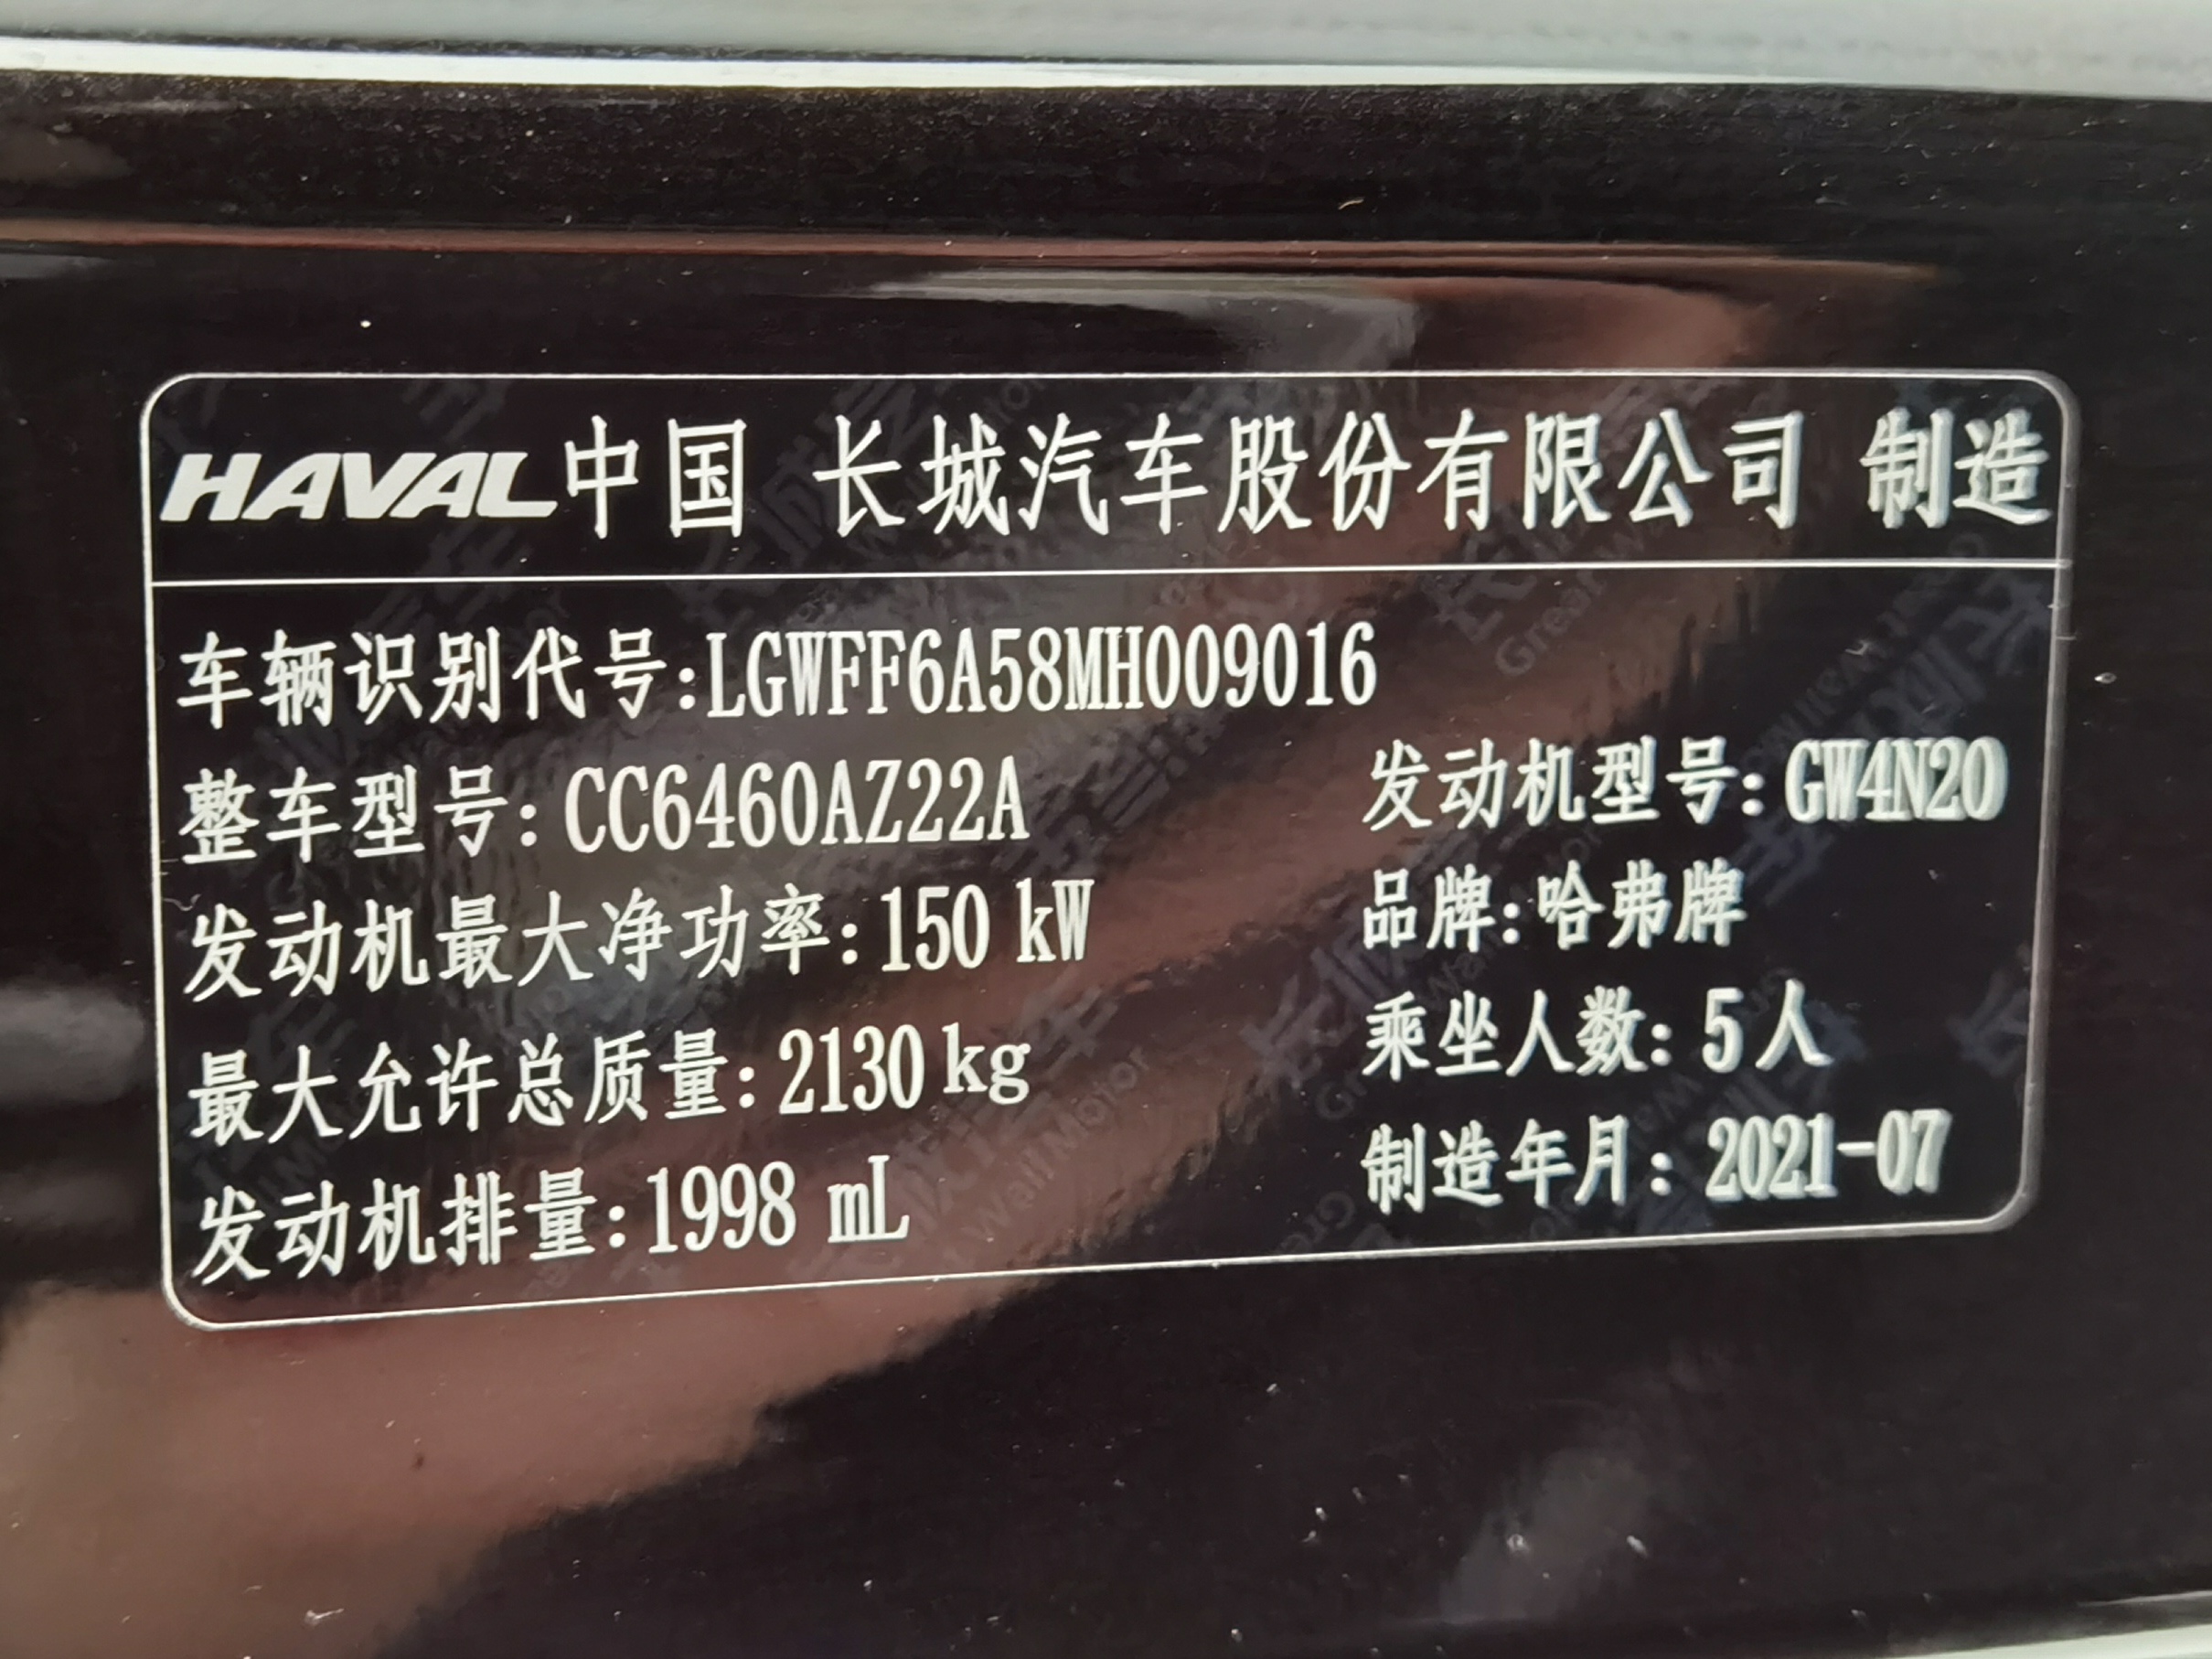 HAVAL 中国 长城汽车股份有限公司 制造
车辆识别代号:LGWFF6A58MH009016
整车型号:CC6460AZ22A
发动机型号:GW4N20
发动机最大净功率:150 kW
品牌:哈弗牌
最大允许总质量:2130 kg
乘坐人数:5人
发动机排量:1998 mL
制造年月:2021-07